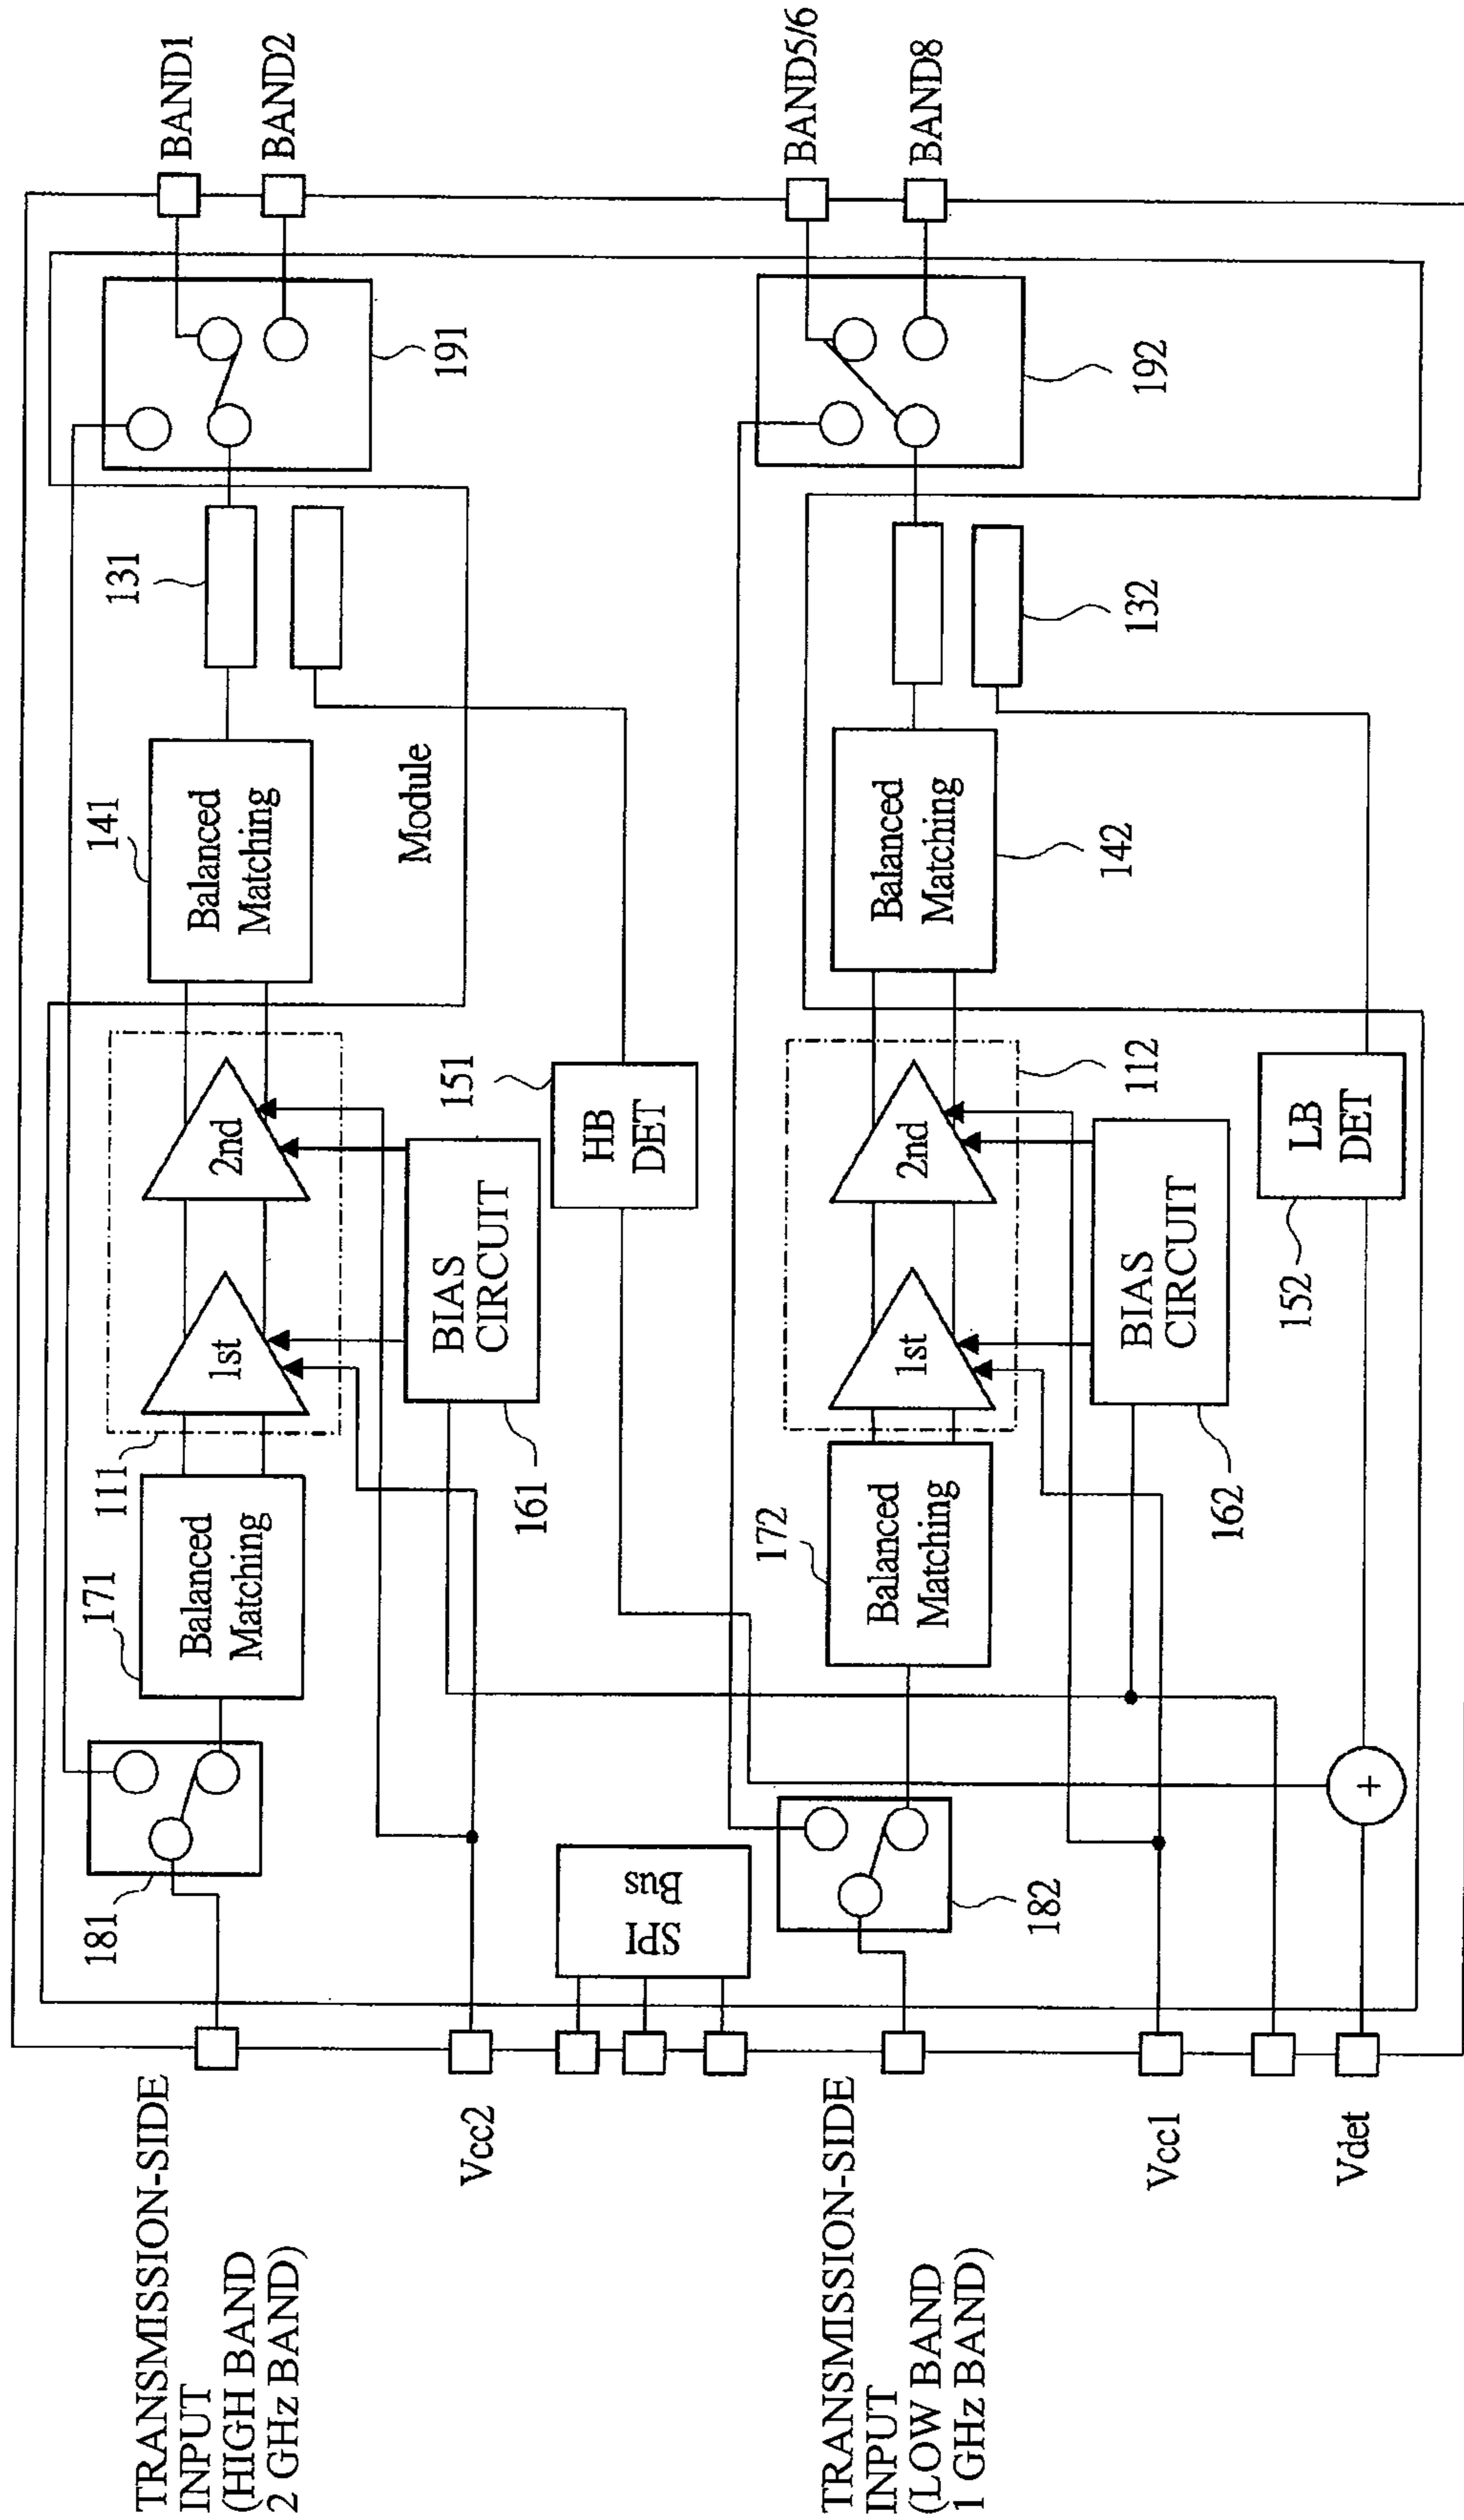 TRANSMISSION-SIDE
INPUT
(HIGH BAND
2 GHz BAND)
181
171
Balanced
Matching
111
1st
2nd
141
Balanced
Matching
131
191
BAND1
BAND2
Module
Vcc2
161
BIAS
CIRCUIT
151
HB
DET
SPI
Bus
TRANSMISSION-SIDE
INPUT
(LOW BAND
1 GHz BAND)
182
172
Balanced
Matching
1st
2nd
112
Balanced
Matching
142
132
192
BAND5/6
BAND8
Vcc1
162
BIAS
CIRCUIT
152
LB
DET
Vdet
+